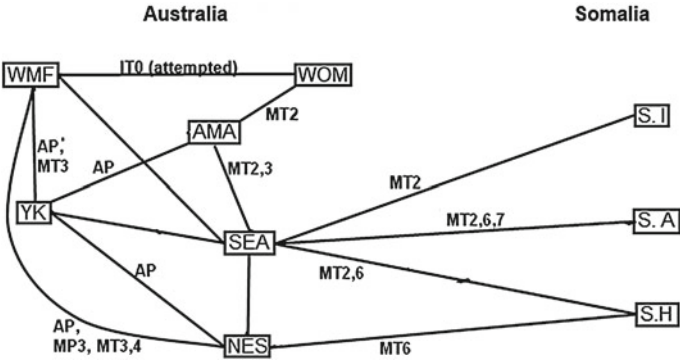 Australia
Somalia
WMF
IT0 (attempted)
WOM
MT2
S. I
AMA
AP;
MT3
AP
MT2,3
MT2
YK
MT2,6,7
S. A
SEA
AP
MT2,6
S.H
AP,
MP3, MT3,4
NES
MT6